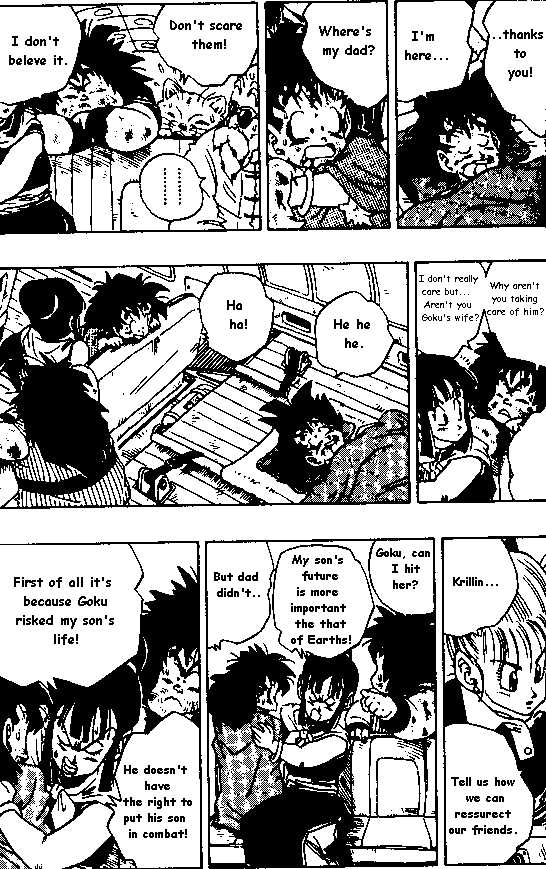 I don't
beleve it.
Don't scare
them!
......
Where's
my dad?
I'm
here...
..thanks
to
you!
Ha
ha!
He he
he.
I don't really
care but...
Aren't you
Goku's wife?
Why aren't
you taking
care of him?
First of all it's
because Goku
risked my son's
life!
He doesn't
have
the right to
put his son
in combat!
But dad
didn't..
My son's
future
is more
important
the that
of Earths!
Goku, can
I hit
her?
Krillin...
Tell us how
we can
ressurect
our friends.